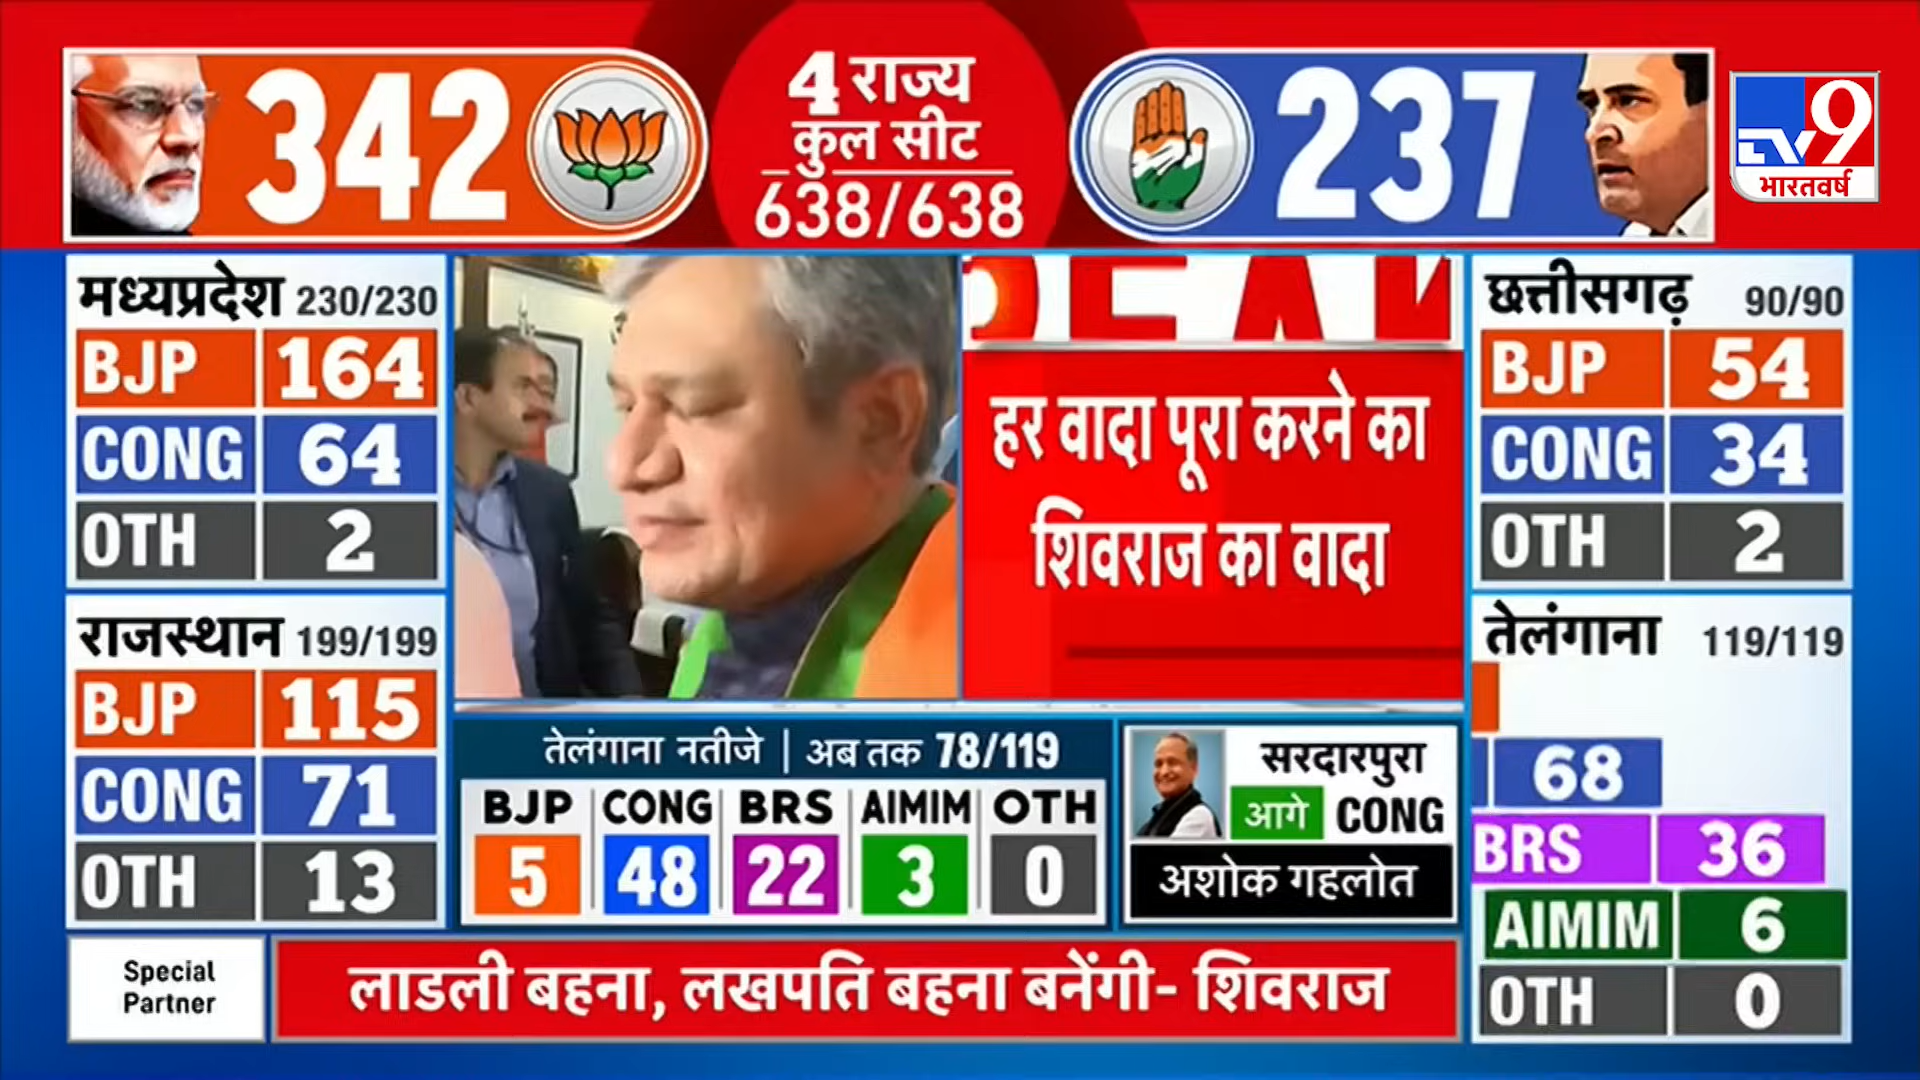 342
4 राज्य
कुल सीट
638/638
237
TV9
भारतवर्ष
मध्यप्रदेश 230/230
BJP 164
CONG 64
OTH 2
राजस्थान 199/199
BJP 115
CONG 71
OTH 13
हर वादा पूरा करने का
शिवराज का वादा
तेलंगाना नतीजे | अब तक 78/119
BJP CONG BRS AIMIM OTH
5 48 22 3 0
सरदारपुरा
आगे CONG
अशोक गहलोत
छत्तीसगढ़ 90/90
BJP 54
CONG 34
OTH 2
तेलंगाना 119/119
68
BRS 36
AIMIM 6
OTH 0
Special
Partner
लाडली बहना, लखपति बहना बनेंगी- शिवराज